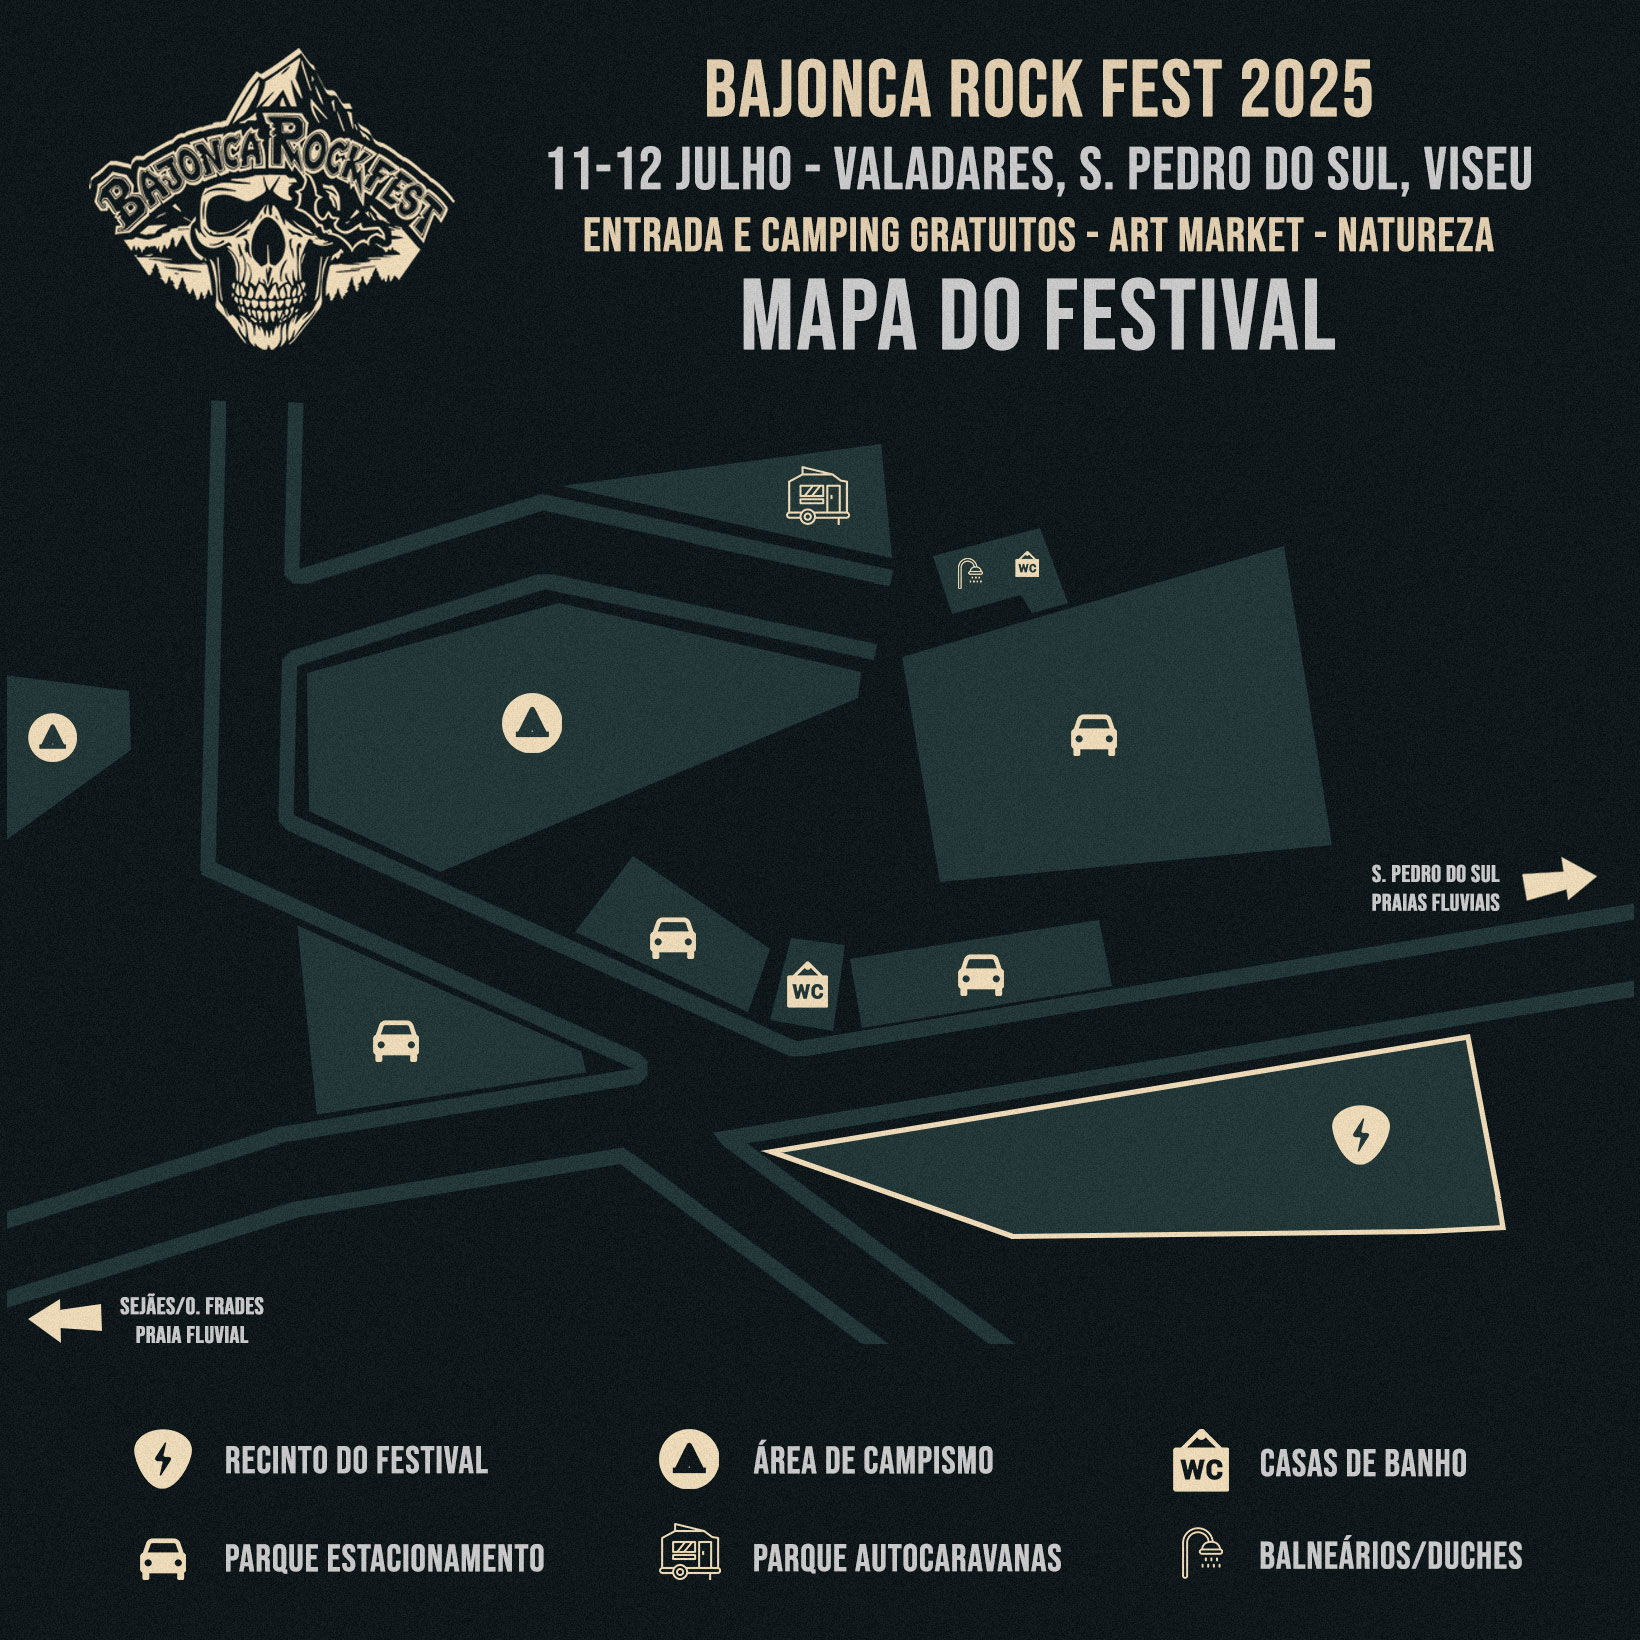 BAJONCA ROCKFEST
BAJONCA ROCK FEST 2025
11-12 JULHO - VALADARES, S. PEDRO DO SUL, VISEU
ENTRADA E CAMPING GRATUITOS - ART MARKET - NATUREZA
MAPA DO FESTIVAL
WC
S. PEDRO DO SUL
PRAIAS FLUVIAIS
WC
SEJÃES/O. FRADES
PRAIA FLUVIAL
RECINTO DO FESTIVAL
ÁREA DE CAMPISMO
WC
CASAS DE BANHO
PARQUE ESTACIONAMENTO
PARQUE AUTOCARAVANAS
BALNEÁRIOS/DUCHES